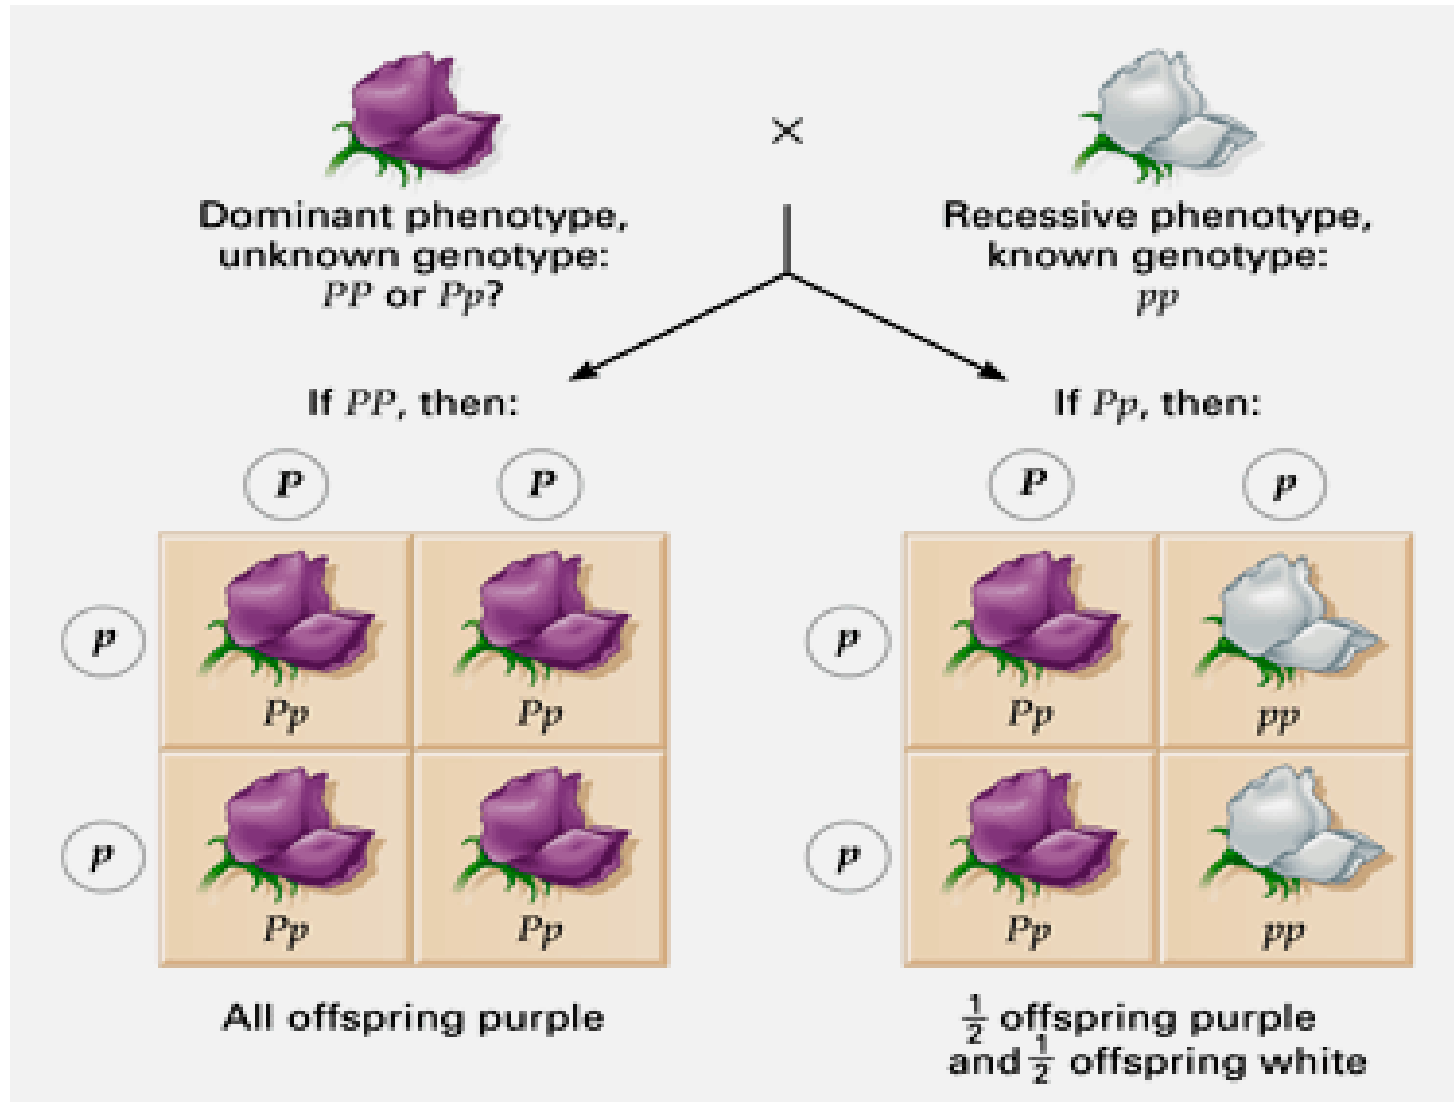 ×
Dominant phenotype,
unknown genotype:
PP or Pp?
Recessive phenotype,
known genotype:
pp
If PP, then:
P P
p
Pp Pp
p
Pp Pp
All offspring purple
If Pp, then:
P p
p
Pp pp
p
Pp pp
1/2 offspring purple
and 1/2 offspring white